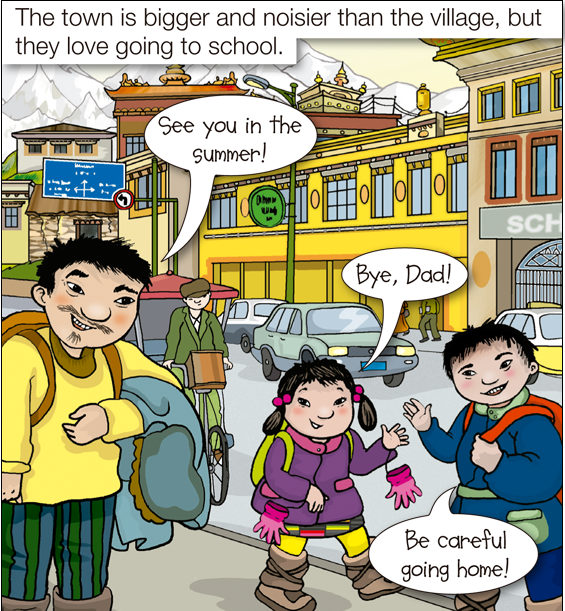 The town is bigger and noisier than the village, but
they love going to school.
See you in the
summer!
Bye, Dad!
SCH
Be careful
going home!